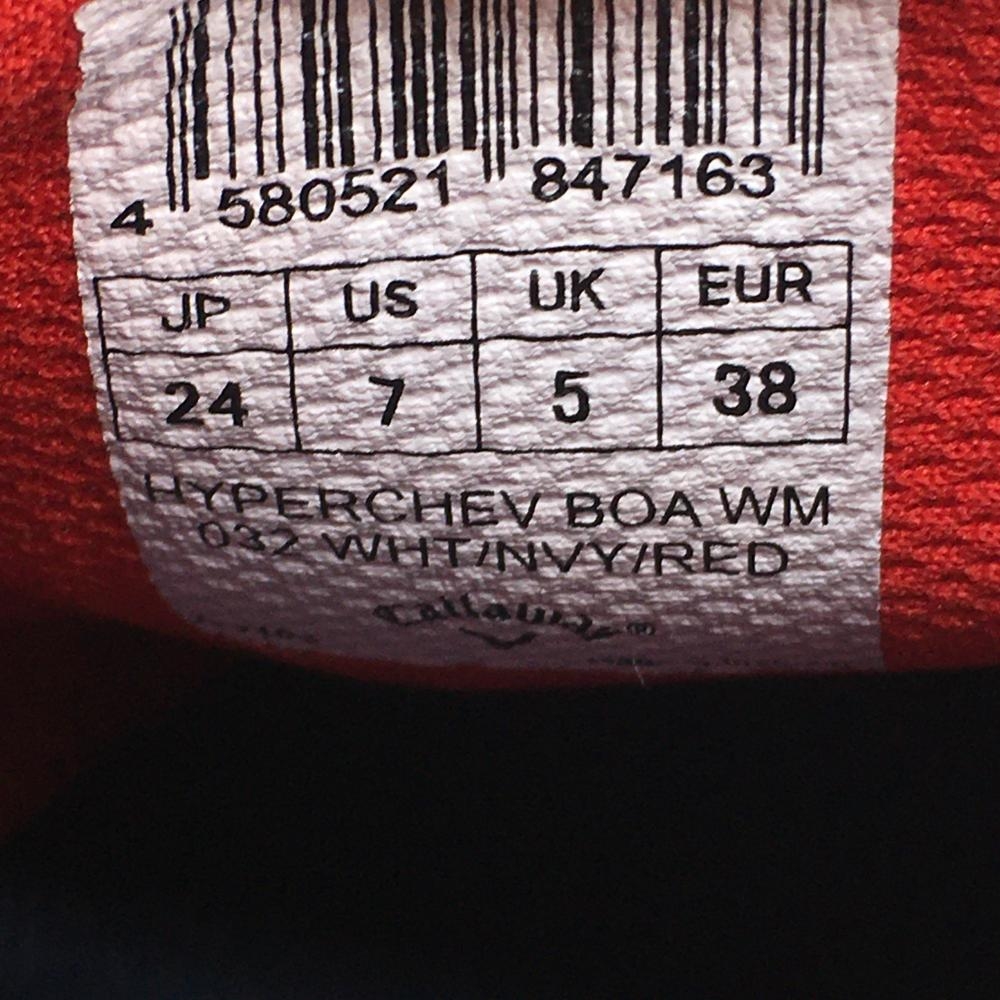 4 580521 847163
JP US UK EUR
24 7 5 38
HYPERCHEV BOA WM
032 WHT/NVY/RED
Callaway®